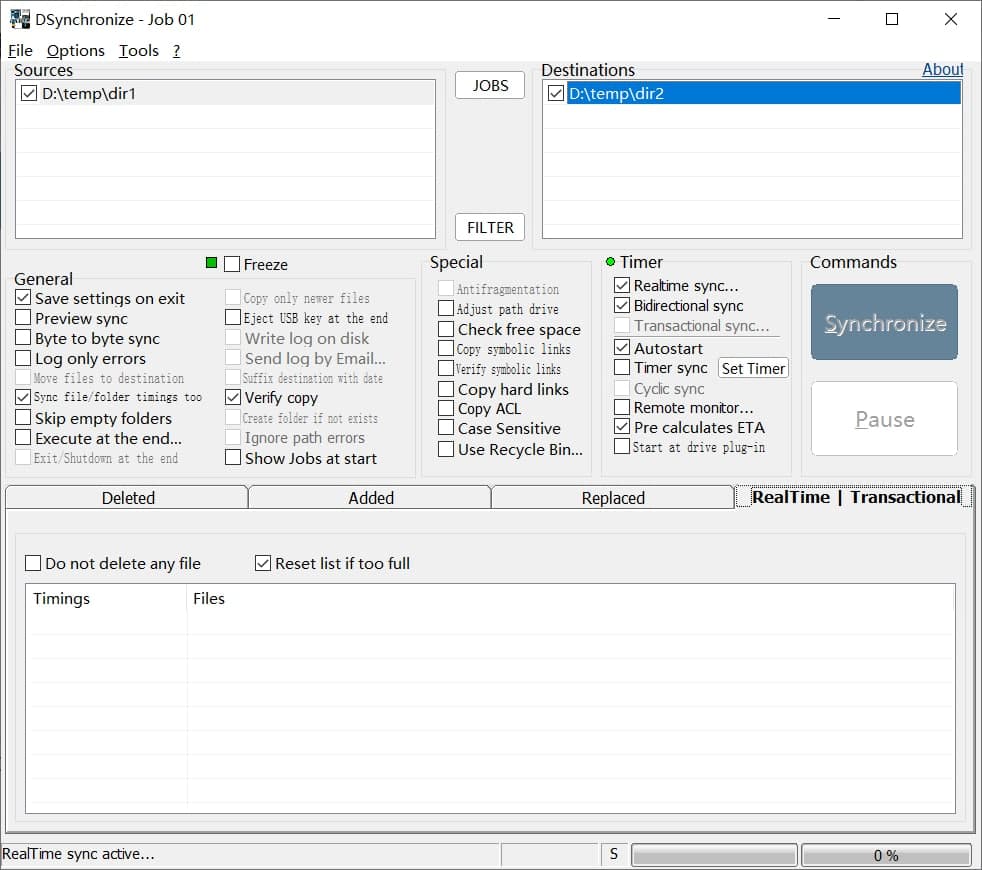 DSynchronize - Job 01
File Options Tools ?
Sources
D:\temp\dir1
JOBS
FILTER
Destinations
About
D:\temp\dir2
Freeze
General
Save settings on exit
Preview sync
Byte to byte sync
Log only errors
Move files to destination
Sync file/folder timings too
Skip empty folders
Execute at the end...
Exit/Shutdown at the end
Copy only newer files
Eject USB key at the end
Write log on disk
Send log by Email...
Suffix destination with date
Verify copy
Create folder if not exists
Ignore path errors
Show Jobs at start
Special
Antifragmentation
Adjust path drive
Check free space
Copy symbolic links
Verify symbolic links
Copy hard links
Copy ACL
Case Sensitive
Use Recycle Bin...
Timer
Realtime sync...
Bidirectional sync
Transactional sync...
Autostart
Timer sync Set Timer
Cyclic sync
Remote monitor...
Pre calculates ETA
Start at drive plug-in
Commands
Synchronize
Pause
Deleted Added Replaced RealTime | Transactional
Do not delete any file Reset list if too full
Timings Files
RealTime sync active... S 0 %